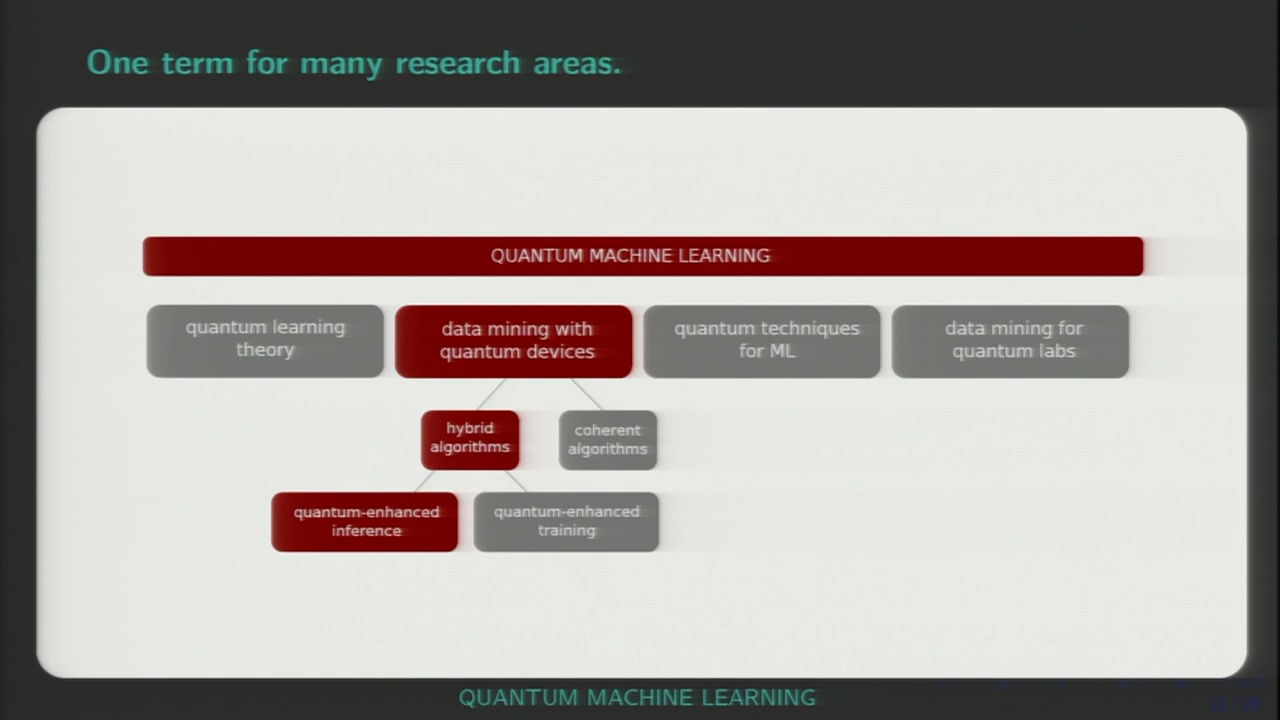 One term for many research areas.
QUANTUM MACHINE LEARNING
quantum learning
theory
data mining with
quantum devices
quantum techniques
for ML
data mining for
quantum labs
hybrid
algorithms
coherent
algorithms
quantum-enhanced
inference
quantum-enhanced
training
QUANTUM MACHINE LEARNING